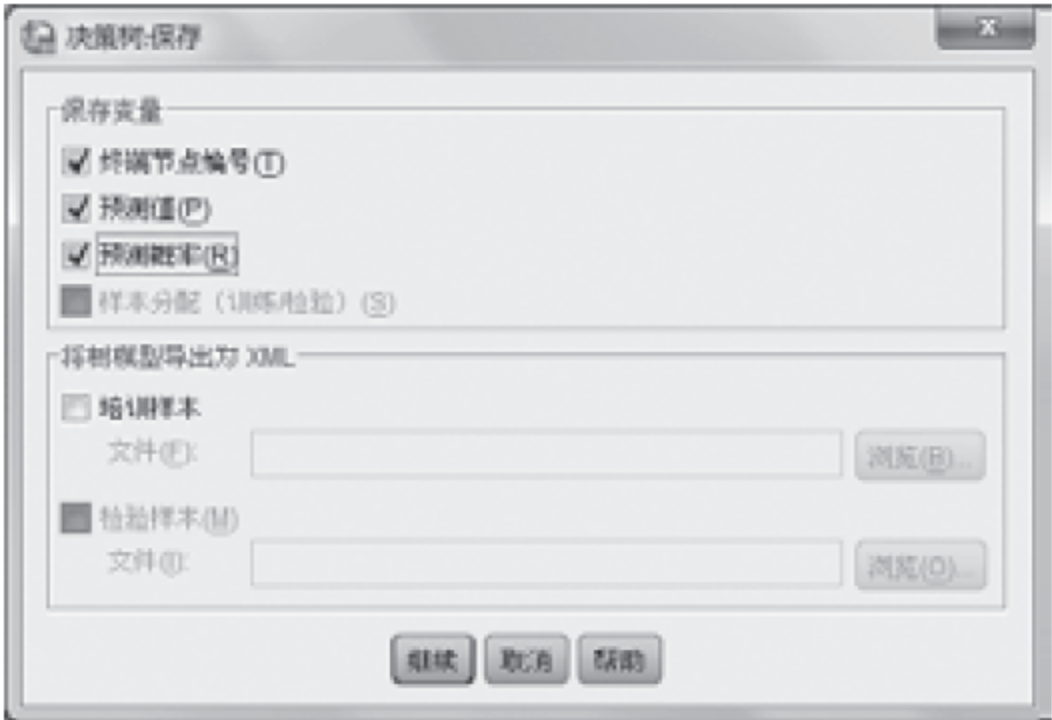 决策树:保存
保存变量
终端节点编号(T)
预测值(P)
预测概率(R)
样本分配（训练/检验）(S)
将树模型导出为 XML
培训样本
文件(F):
浏览(B)...
检验样本(M)
文件(I):
浏览(O)...
继续 取消 帮助